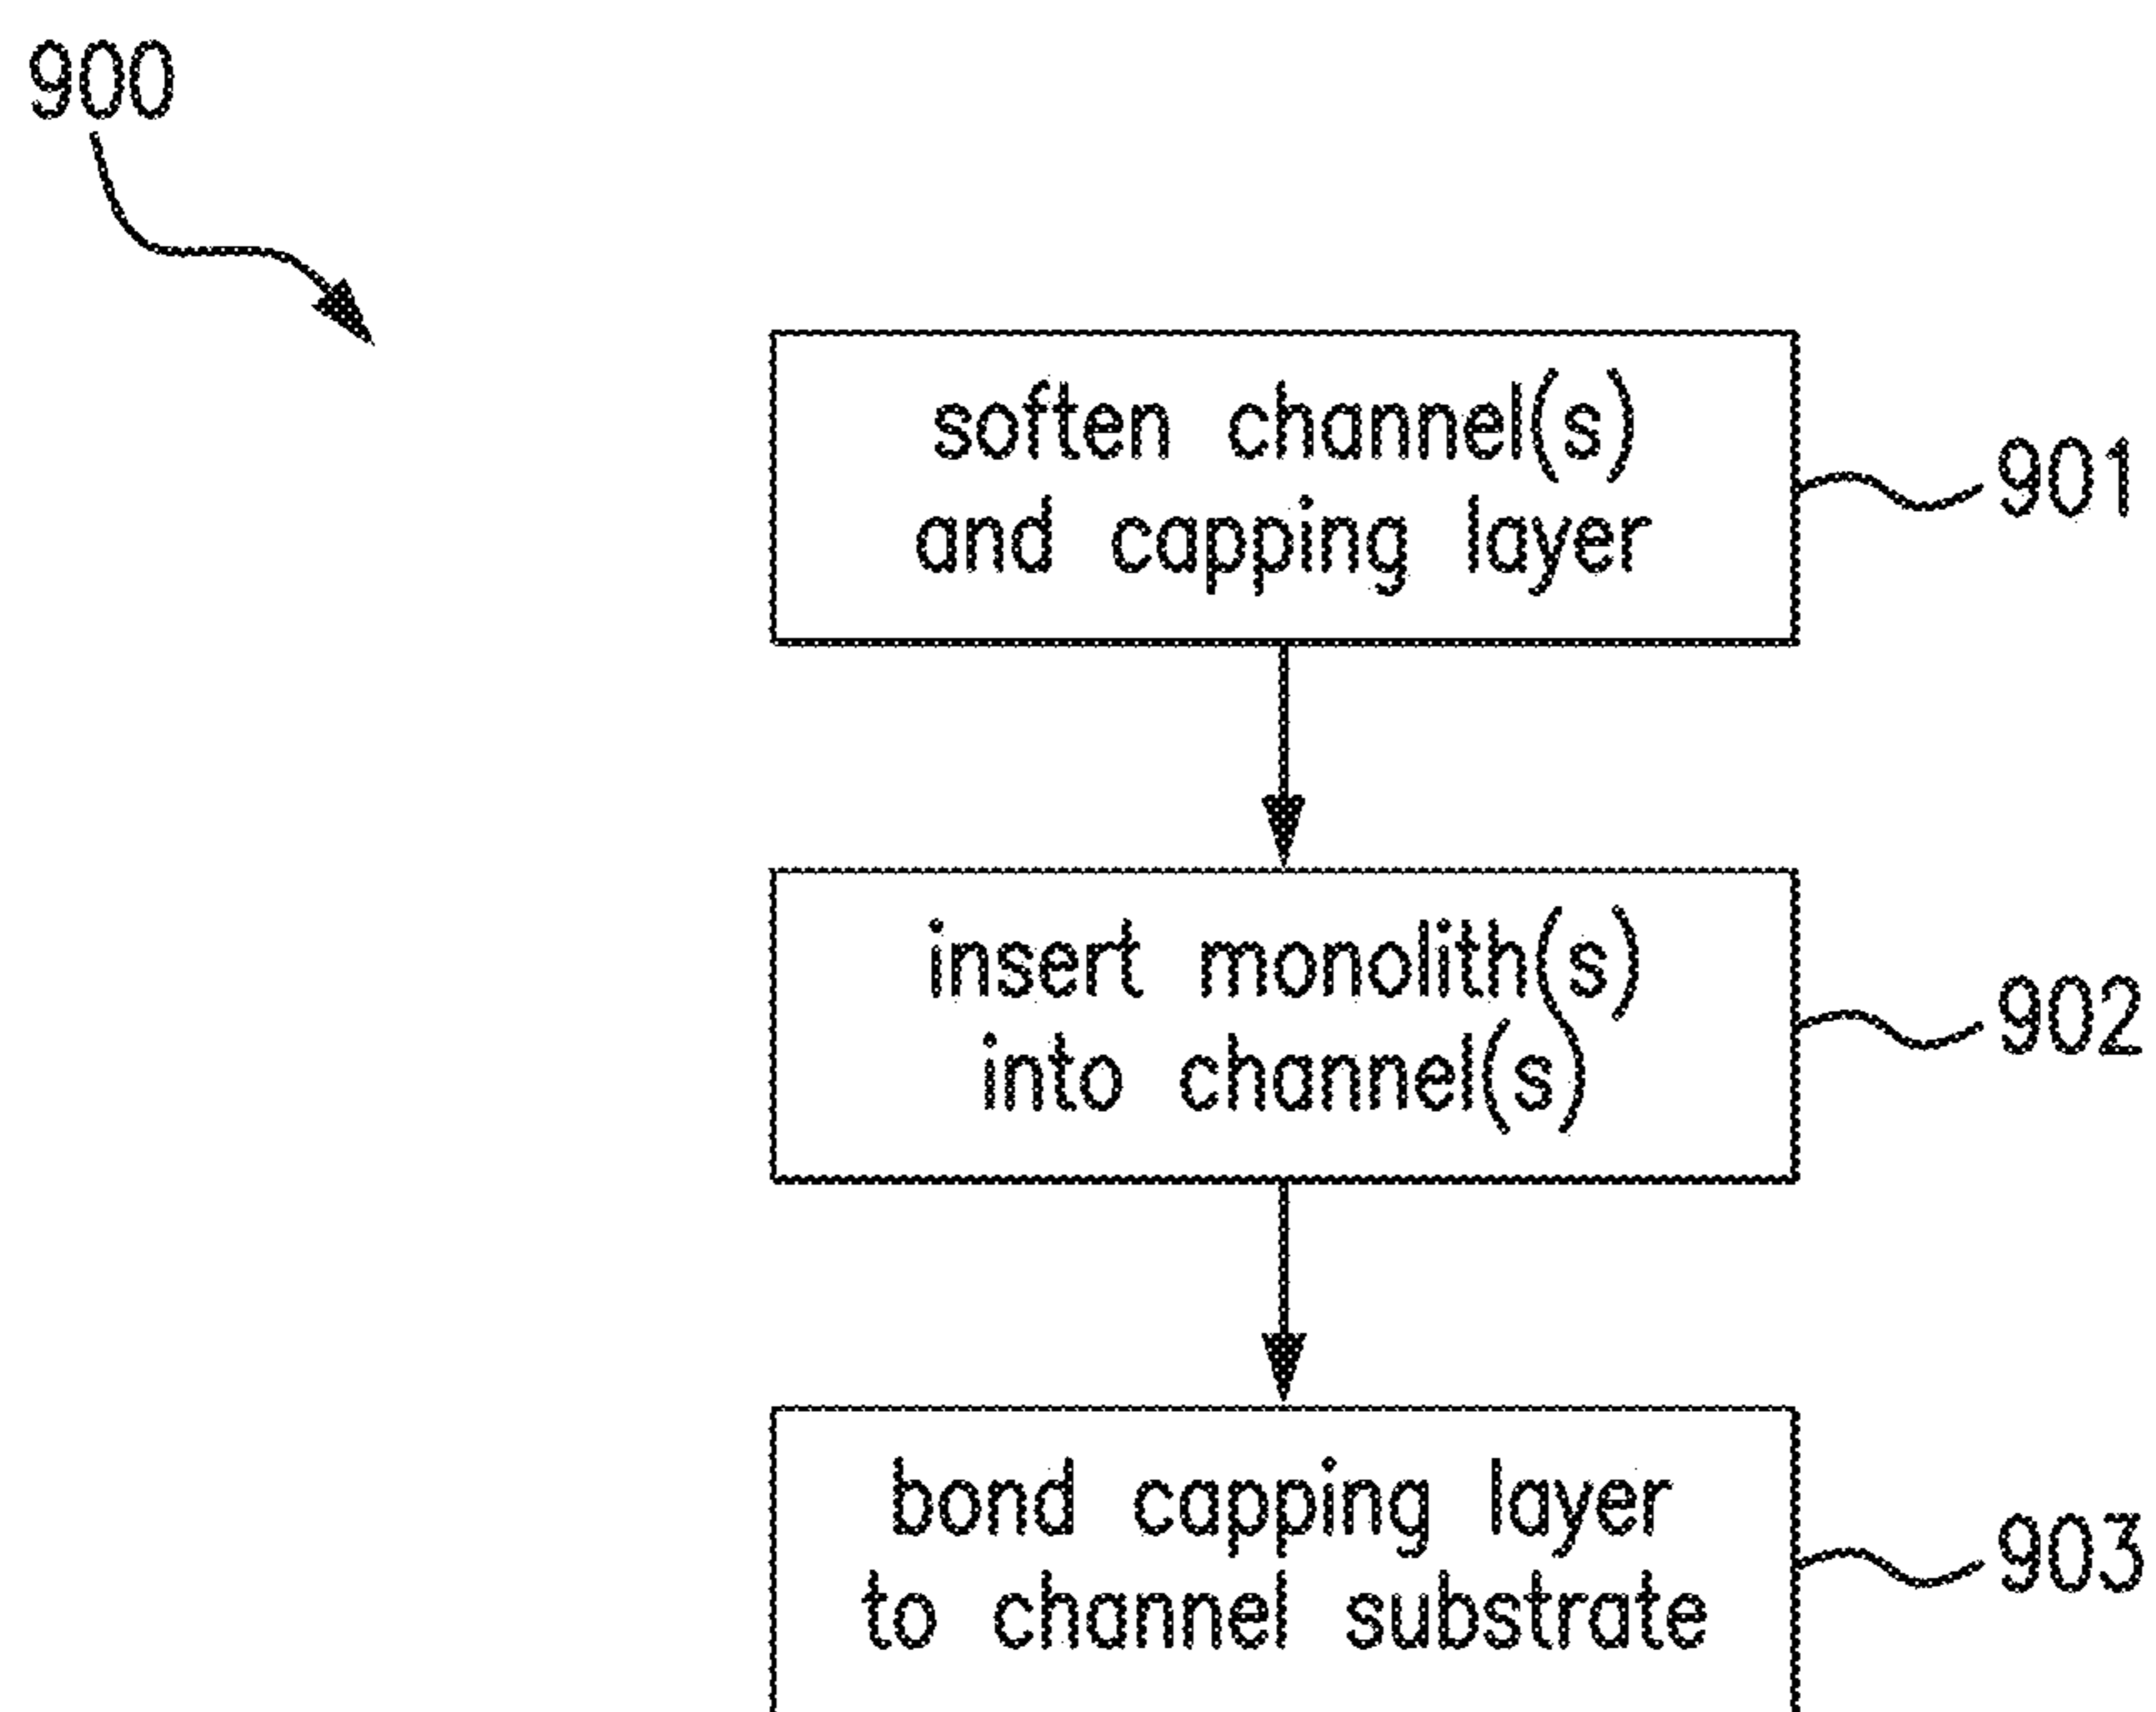 900
soften channel(s)
and capping layer
901
insert monolith(s)
into channel(s)
902
bond capping layer
to channel substrate
903